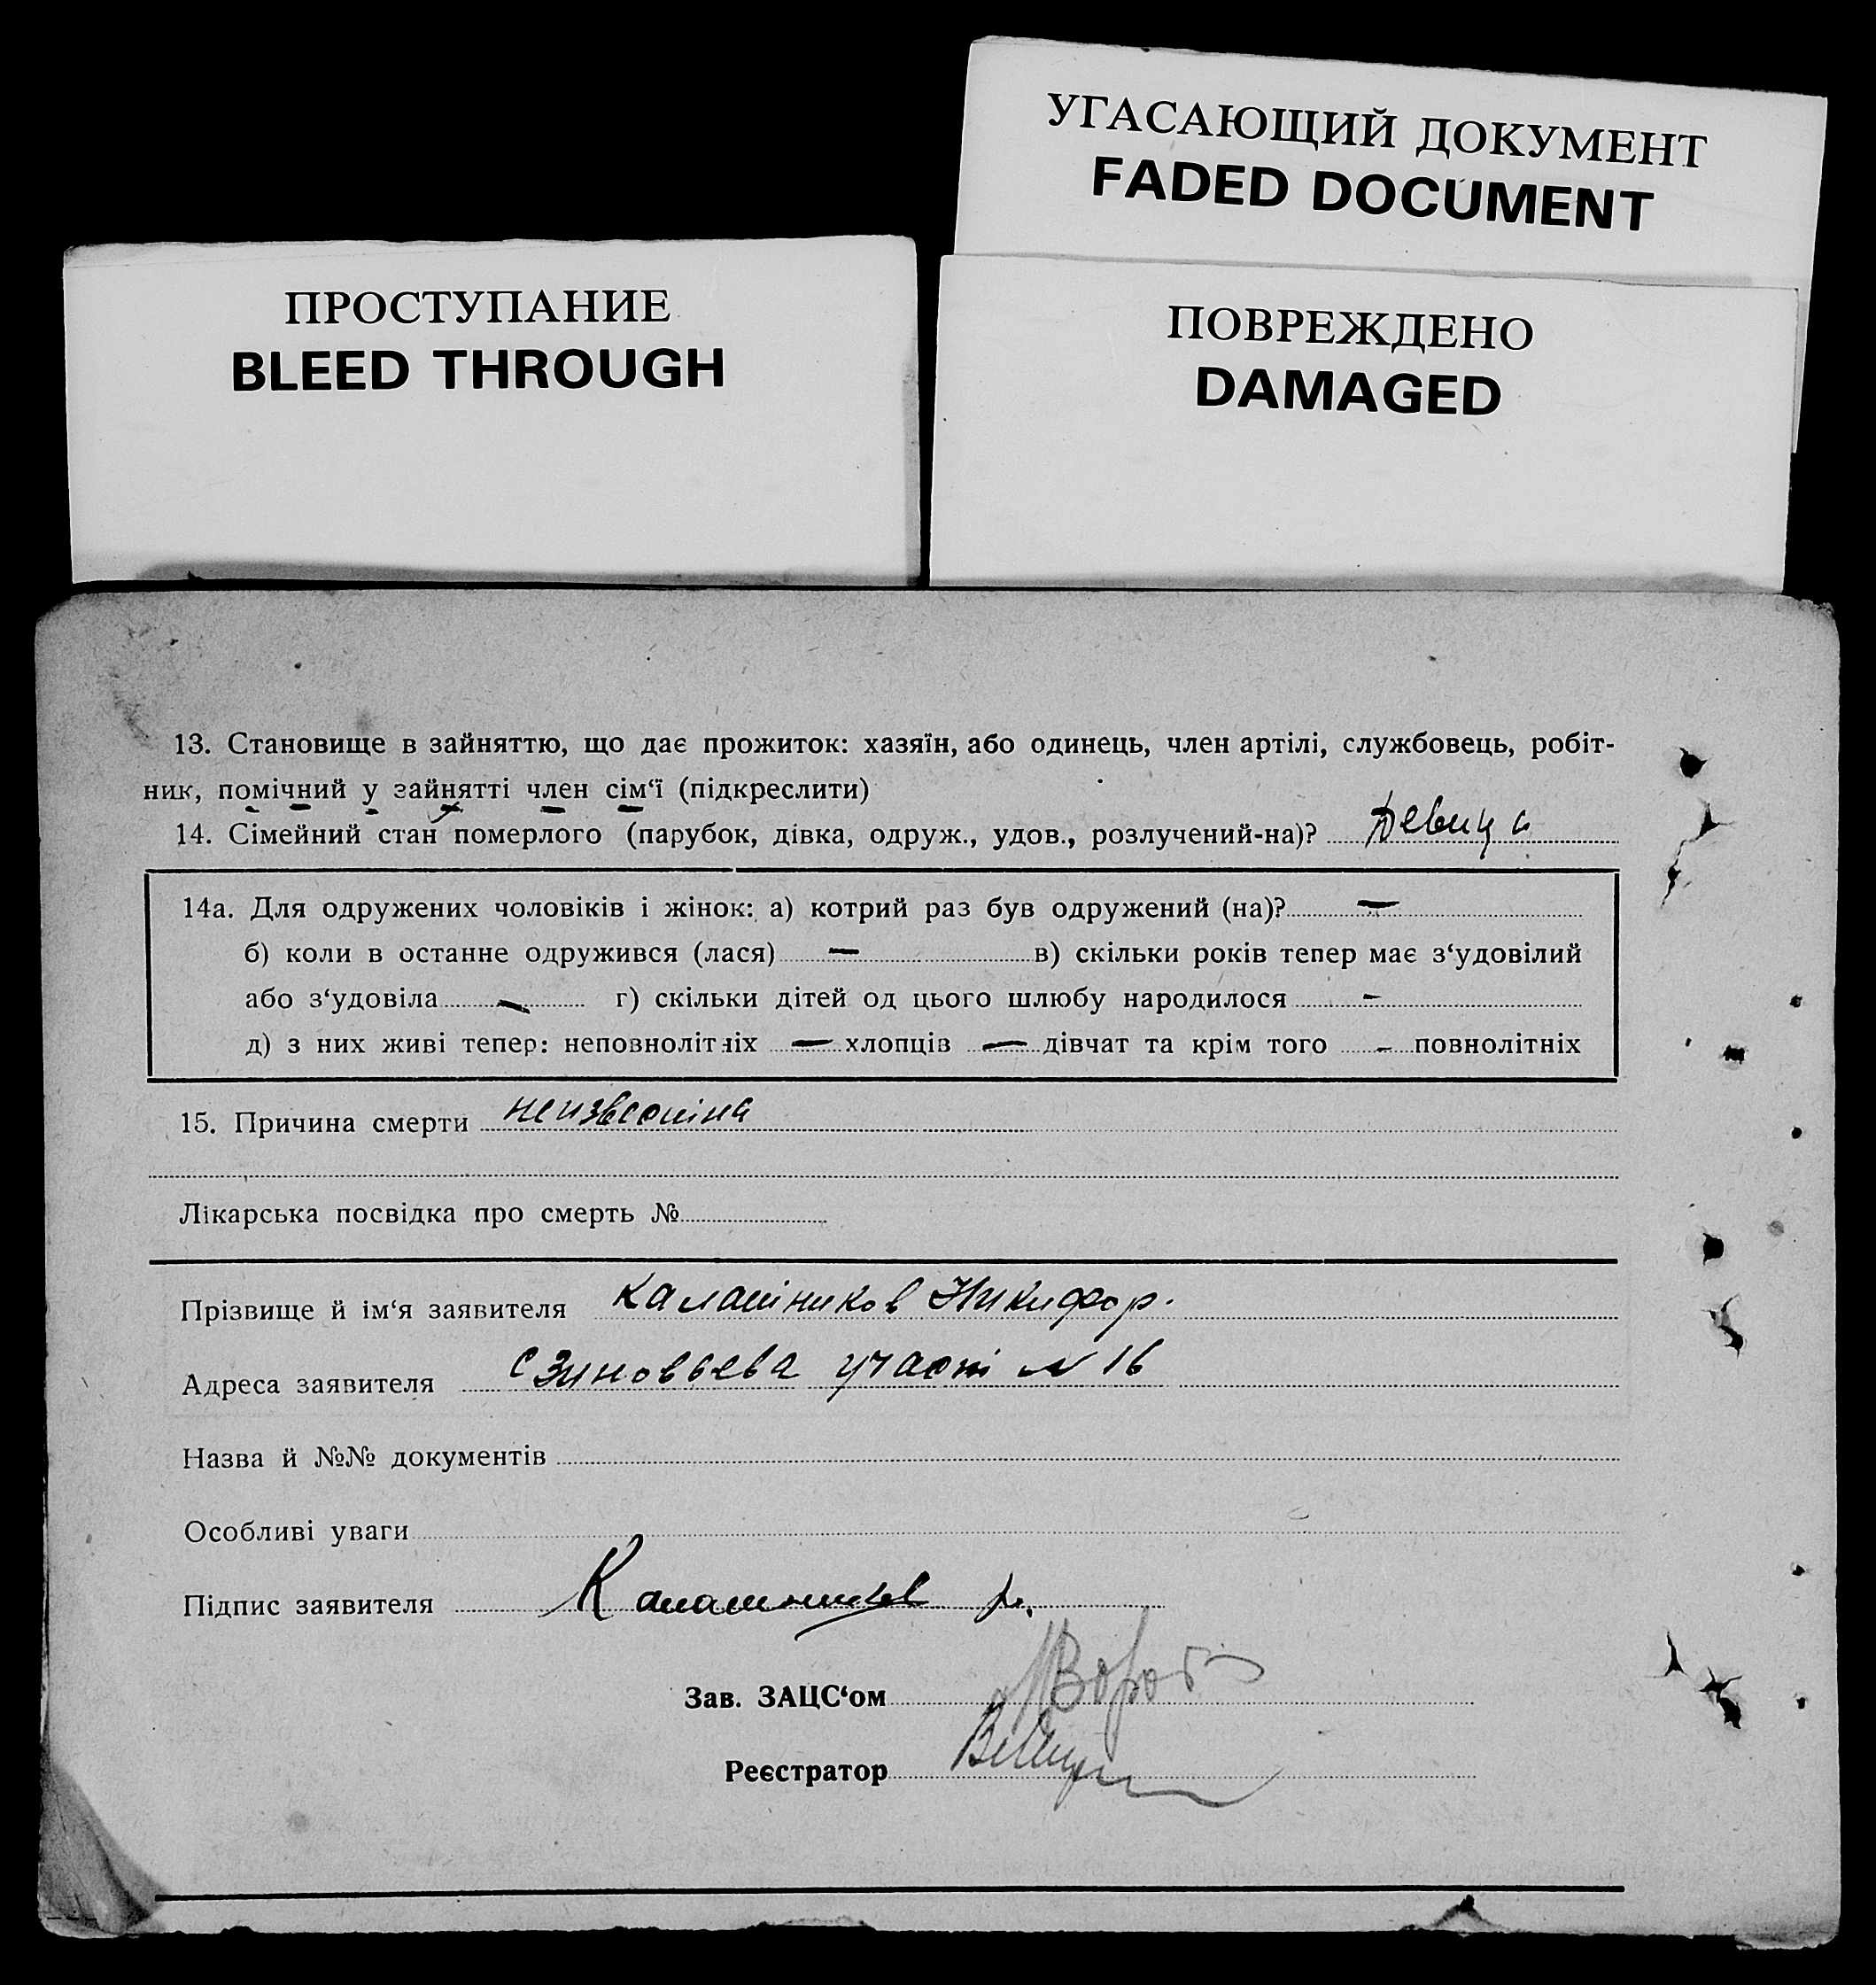 УГАСАЮЩИЙ ДОКУМЕНТ
FADED DOCUMENT
ПРОСТУПАНИЕ
BLEED THROUGH
ПОВРЕЖДЕНО
DAMAGED
13. Становище в зайняттю, що дає прожиток: хазяїн, або одинець, член артілі, службовець, робіт-
ник, помічний у зайнятті член сім‘ї (підкреслити)
14. Сімейний стан померлого (парубок, дівка, одруж., удов., розлучений-на)? Девица
14а. Для одружених чоловіків і жінок: а) котрий раз був одружений (на)? —
б) коли в останне одружився (лася) — в) скільки років тепер має з‘удовілий
або з‘удовіла — г) скільки дітей од цього шлюбу народилося -
д) з них живі тепер: неповнолітніх — хлопців — дівчат та крім того - повнолітніх
15. Причина смерти неизвестна
Лікарська посвідка про смерть №
Прізвище й ім‘я заявителя Калашников Никифор.
Адреса заявителя с Зиновьева участ N 16
Назва й №№ документів
Особливі уваги
Підпис заявителя Калашников
Зав. ЗАЦС‘ом
Реєстратор